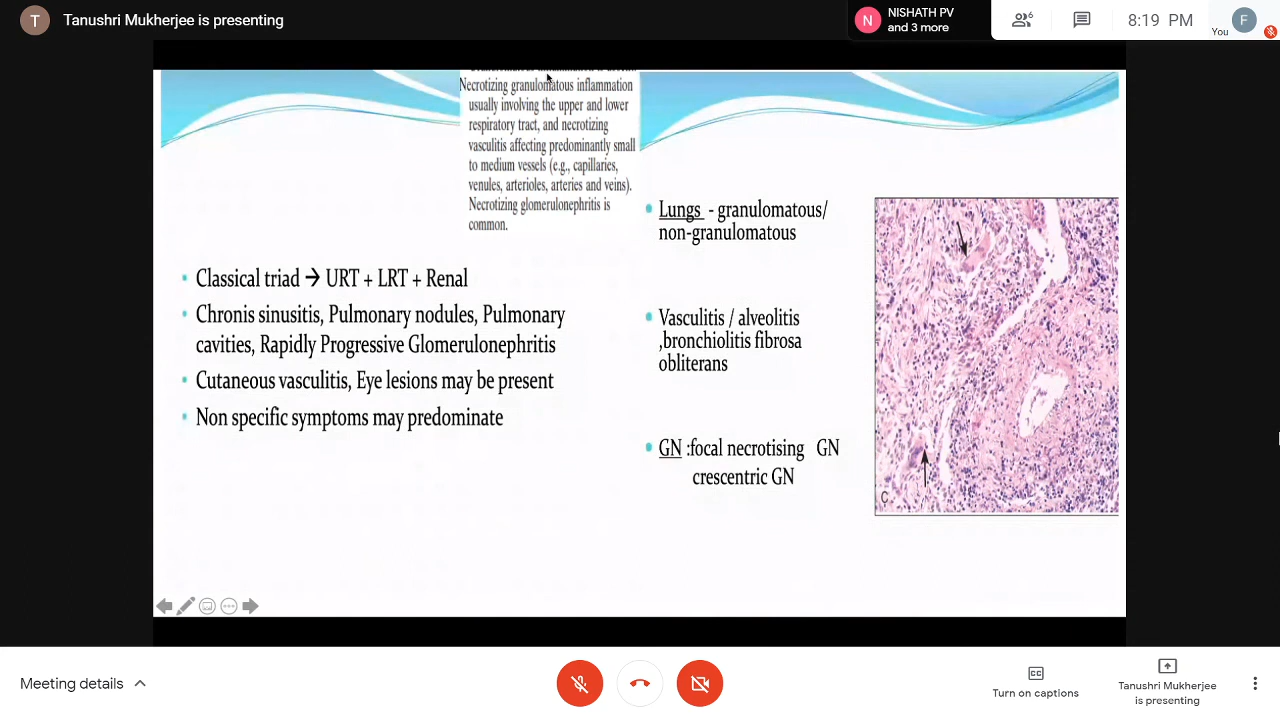 T
Tanushri Mukherjee is presenting
N
NISHATH PV
and 3 more
6
8:19 PM
You
F
Necrotizing granulomatous inflammation
usually involving the upper and lower
respiratory tract, and necrotizing
vasculitis affecting predominantly small
to medium vessels (e.g., capillaries,
venules, arterioles, arteries and veins).
Necrotizing glomerulonephritis is
common.
• Classical triad → URT + LRT + Renal
• Chronis sinusitis, Pulmonary nodules, Pulmonary
cavities, Rapidly Progressive Glomerulonephritis
• Cutaneous vasculitis, Eye lesions may be present
• Non specific symptoms may predominate
• Lungs - granulomatous/
non-granulomatous
• Vasculitis / alveolitis
,bronchiolitis fibrosa
obliterans
• GN :focal necrotising GN
crescentric GN
C
Meeting details
CC
Turn on captions
Tanushri Mukherjee
is presenting